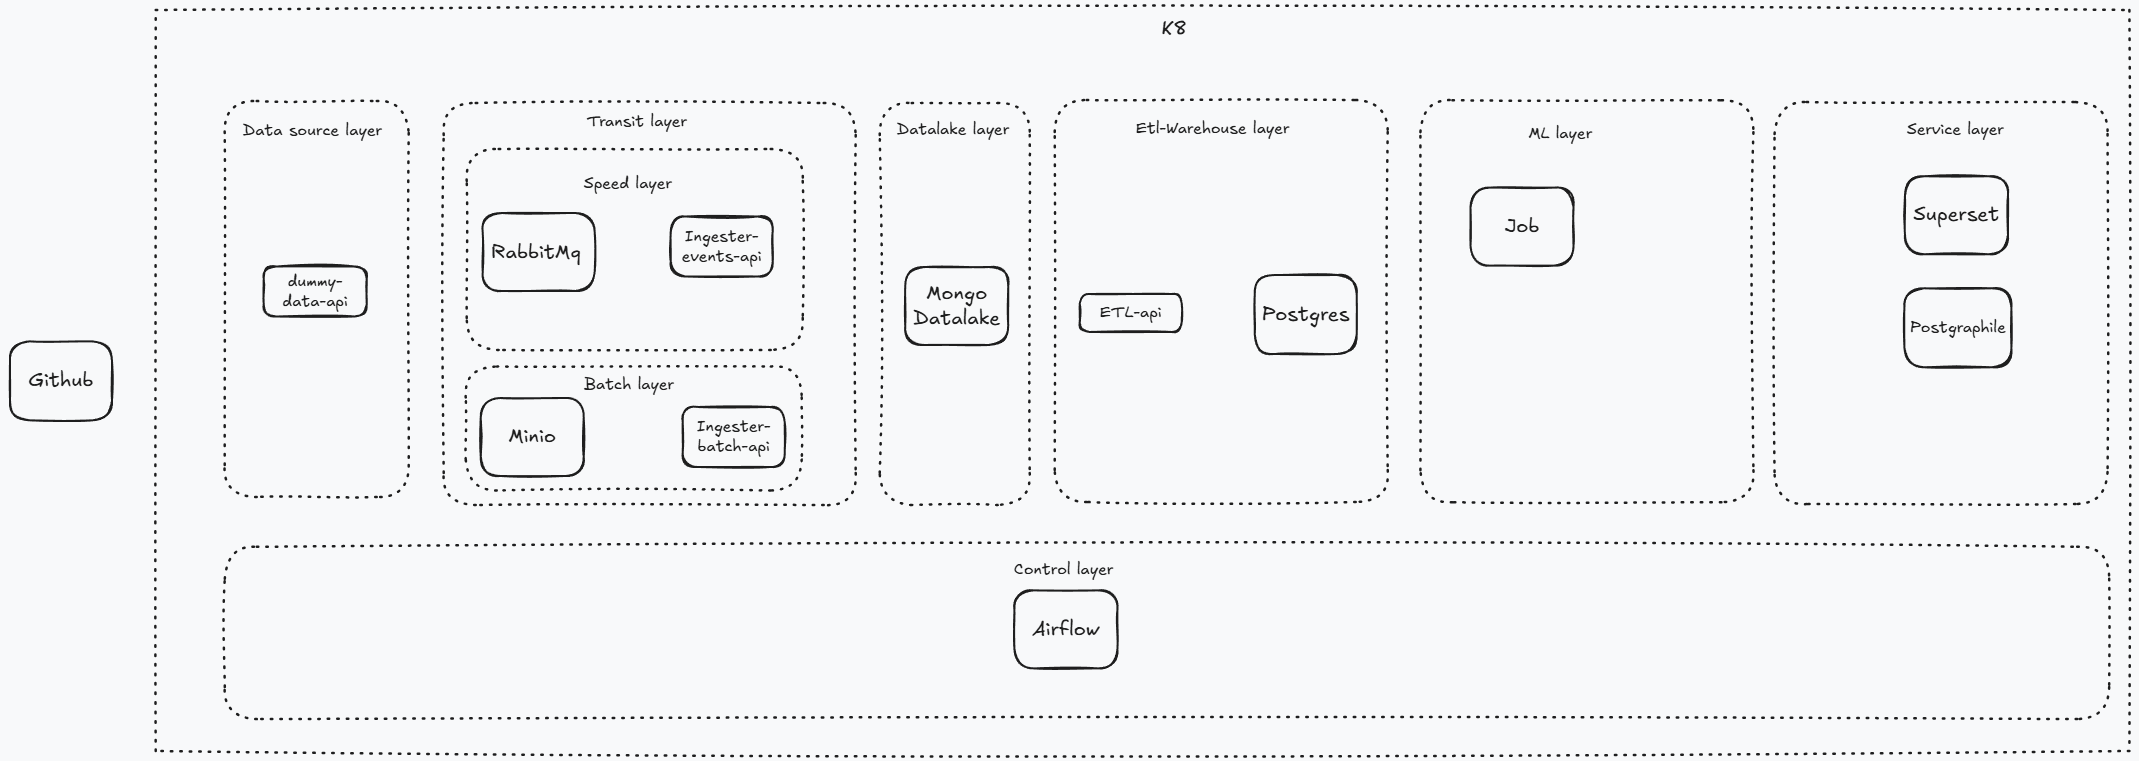 K8
Github
Data source layer
dummy-
data-api
Transit layer
Speed layer
RabbitMq
Ingester-
events-api
Batch layer
Minio
Ingester-
batch-api
Datalake layer
Mongo
Datalake
Etl-Warehouse layer
ETL-api
Postgres
ML layer
Job
Service layer
Superset
Postgraphile
Control layer
Airflow